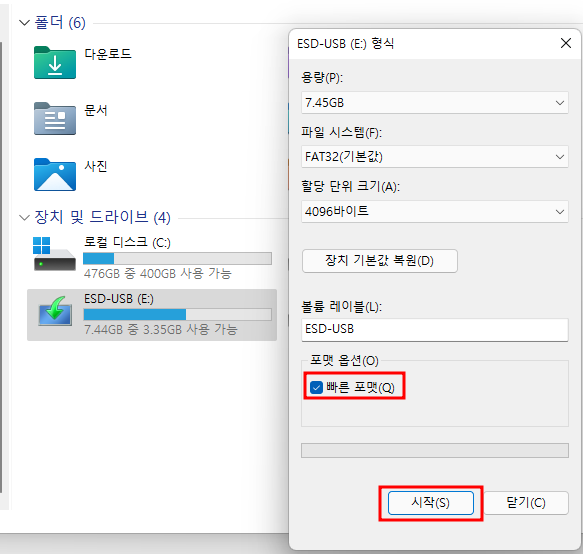 폴더 (6)
다운로드
문서
사진
장치 및 드라이브 (4)
로컬 디스크 (C:)
476GB 중 400GB 사용 가능
ESD-USB (E:)
7.44GB 중 3.35GB 사용 가능
ESD-USB (E:) 형식
용량(P):
7.45GB
파일 시스템(F):
FAT32(기본값)
할당 단위 크기(A):
4096바이트
장치 기본값 복원(D)
볼륨 레이블(L):
ESD-USB
포맷 옵션(O)
빠른 포맷(Q)
시작(S)
닫기(C)